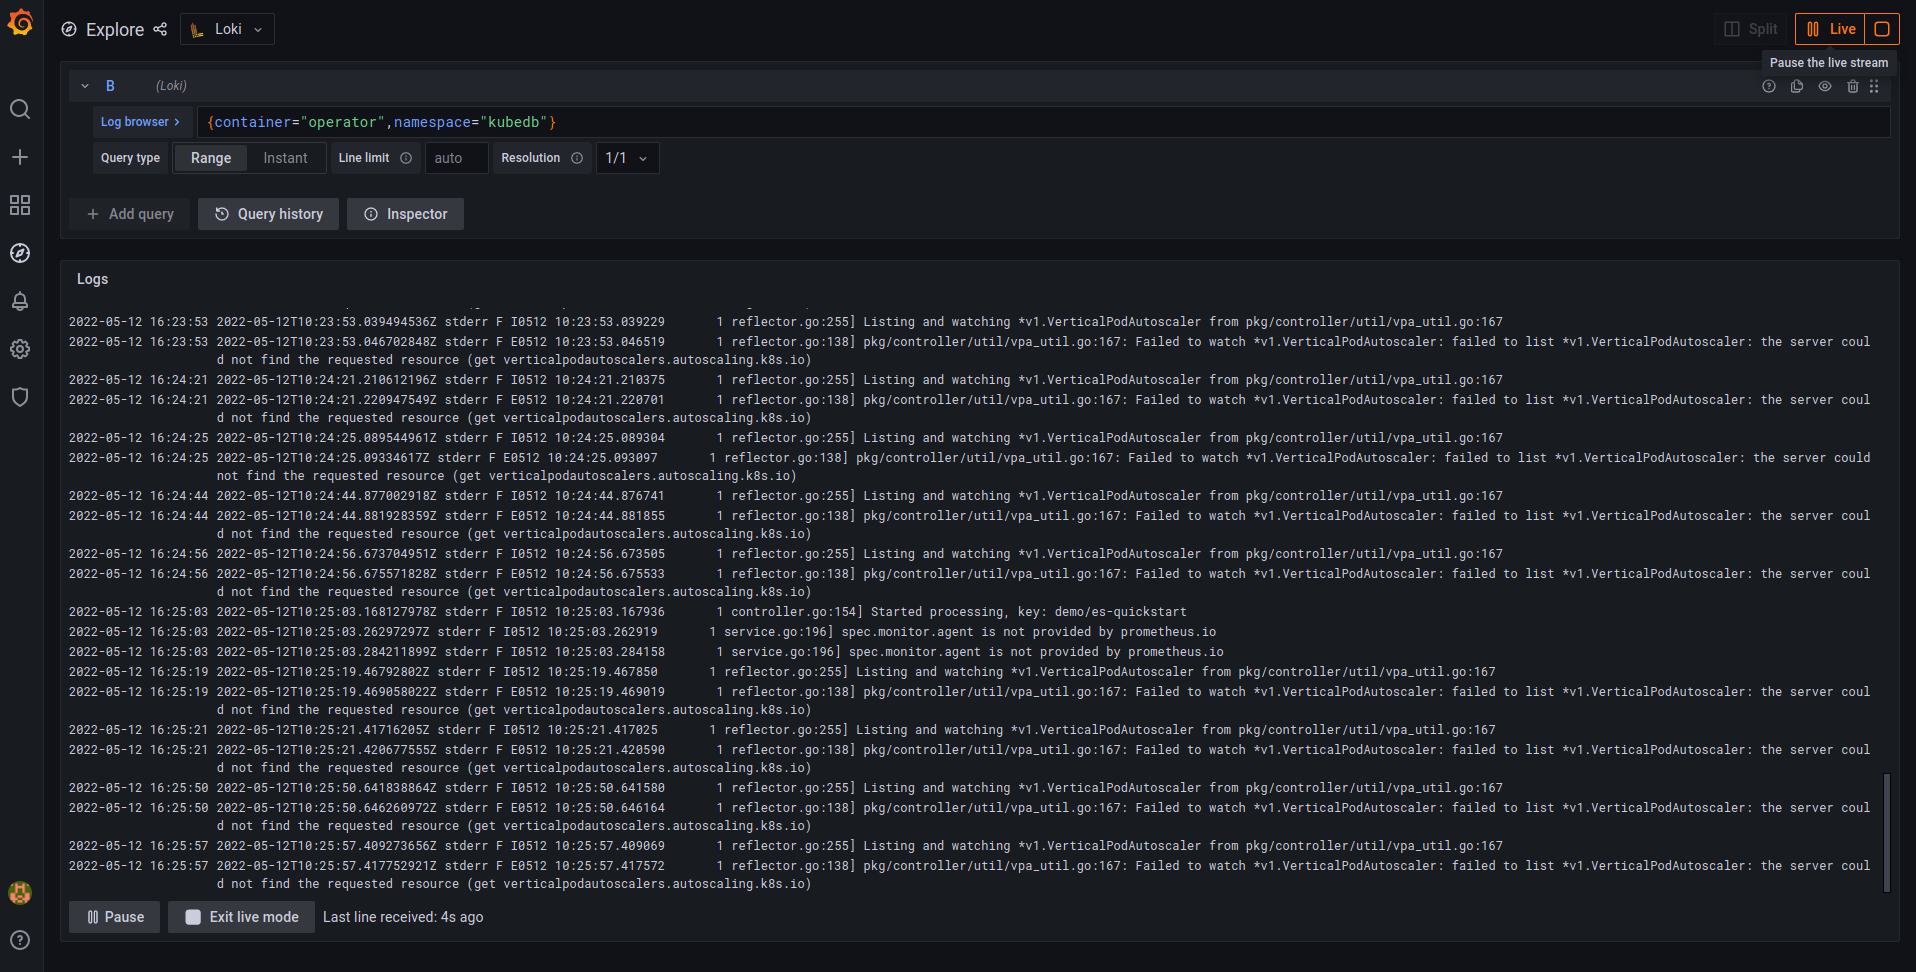 Explore
Loki
Split
Live
Pause the live stream
B (Loki)
Log browser >
{container="operator",namespace="kubedb"}
Query type Range Instant Line limit auto Resolution 1/1
+ Add query Query history Inspector
Logs
2022-05-12 16:23:53 2022-05-12T10:23:53.039494536Z stderr F I0512 10:23:53.039229 1 reflector.go:255] Listing and watching *v1.VerticalPodAutoscaler from pkg/controller/util/vpa_util.go:167
2022-05-12 16:23:53 2022-05-12T10:23:53.046702848Z stderr F E0512 10:23:53.046519 1 reflector.go:138] pkg/controller/util/vpa_util.go:167: Failed to watch *v1.VerticalPodAutoscaler: failed to list *v1.VerticalPodAutoscaler: the server coul
d not find the requested resource (get verticalpodautoscalers.autoscaling.k8s.io)
2022-05-12 16:24:21 2022-05-12T10:24:21.210612196Z stderr F I0512 10:24:21.210375 1 reflector.go:255] Listing and watching *v1.VerticalPodAutoscaler from pkg/controller/util/vpa_util.go:167
2022-05-12 16:24:21 2022-05-12T10:24:21.220947549Z stderr F E0512 10:24:21.220701 1 reflector.go:138] pkg/controller/util/vpa_util.go:167: Failed to watch *v1.VerticalPodAutoscaler: failed to list *v1.VerticalPodAutoscaler: the server coul
d not find the requested resource (get verticalpodautoscalers.autoscaling.k8s.io)
2022-05-12 16:24:25 2022-05-12T10:24:25.089544961Z stderr F I0512 10:24:25.089304 1 reflector.go:255] Listing and watching *v1.VerticalPodAutoscaler from pkg/controller/util/vpa_util.go:167
2022-05-12 16:24:25 2022-05-12T10:24:25.09334617Z stderr F E0512 10:24:25.093097 1 reflector.go:138] pkg/controller/util/vpa_util.go:167: Failed to watch *v1.VerticalPodAutoscaler: failed to list *v1.VerticalPodAutoscaler: the server could
not find the requested resource (get verticalpodautoscalers.autoscaling.k8s.io)
2022-05-12 16:24:44 2022-05-12T10:24:44.877002918Z stderr F I0512 10:24:44.876741 1 reflector.go:255] Listing and watching *v1.VerticalPodAutoscaler from pkg/controller/util/vpa_util.go:167
2022-05-12 16:24:44 2022-05-12T10:24:44.881928359Z stderr F E0512 10:24:44.881855 1 reflector.go:138] pkg/controller/util/vpa_util.go:167: Failed to watch *v1.VerticalPodAutoscaler: failed to list *v1.VerticalPodAutoscaler: the server coul
d not find the requested resource (get verticalpodautoscalers.autoscaling.k8s.io)
2022-05-12 16:24:56 2022-05-12T10:24:56.673704951Z stderr F I0512 10:24:56.673505 1 reflector.go:255] Listing and watching *v1.VerticalPodAutoscaler from pkg/controller/util/vpa_util.go:167
2022-05-12 16:24:56 2022-05-12T10:24:56.675571828Z stderr F E0512 10:24:56.675533 1 reflector.go:138] pkg/controller/util/vpa_util.go:167: Failed to watch *v1.VerticalPodAutoscaler: failed to list *v1.VerticalPodAutoscaler: the server coul
d not find the requested resource (get verticalpodautoscalers.autoscaling.k8s.io)
2022-05-12 16:25:03 2022-05-12T10:25:03.168127978Z stderr F I0512 10:25:03.167936 1 controller.go:154] Started processing, key: demo/es-quickstart
2022-05-12 16:25:03 2022-05-12T10:25:03.26297297Z stderr F I0512 10:25:03.262919 1 service.go:196] spec.monitor.agent is not provided by prometheus.io
2022-05-12 16:25:03 2022-05-12T10:25:03.284211899Z stderr F I0512 10:25:03.284158 1 service.go:196] spec.monitor.agent is not provided by prometheus.io
2022-05-12 16:25:19 2022-05-12T10:25:19.46792802Z stderr F I0512 10:25:19.467850 1 reflector.go:255] Listing and watching *v1.VerticalPodAutoscaler from pkg/controller/util/vpa_util.go:167
2022-05-12 16:25:19 2022-05-12T10:25:19.469058022Z stderr F E0512 10:25:19.469019 1 reflector.go:138] pkg/controller/util/vpa_util.go:167: Failed to watch *v1.VerticalPodAutoscaler: failed to list *v1.VerticalPodAutoscaler: the server coul
d not find the requested resource (get verticalpodautoscalers.autoscaling.k8s.io)
2022-05-12 16:25:21 2022-05-12T10:25:21.41716205Z stderr F I0512 10:25:21.417025 1 reflector.go:255] Listing and watching *v1.VerticalPodAutoscaler from pkg/controller/util/vpa_util.go:167
2022-05-12 16:25:21 2022-05-12T10:25:21.420677555Z stderr F E0512 10:25:21.420590 1 reflector.go:138] pkg/controller/util/vpa_util.go:167: Failed to watch *v1.VerticalPodAutoscaler: failed to list *v1.VerticalPodAutoscaler: the server coul
d not find the requested resource (get verticalpodautoscalers.autoscaling.k8s.io)
2022-05-12 16:25:50 2022-05-12T10:25:50.641838864Z stderr F I0512 10:25:50.641580 1 reflector.go:255] Listing and watching *v1.VerticalPodAutoscaler from pkg/controller/util/vpa_util.go:167
2022-05-12 16:25:50 2022-05-12T10:25:50.646260972Z stderr F E0512 10:25:50.646164 1 reflector.go:138] pkg/controller/util/vpa_util.go:167: Failed to watch *v1.VerticalPodAutoscaler: failed to list *v1.VerticalPodAutoscaler: the server coul
d not find the requested resource (get verticalpodautoscalers.autoscaling.k8s.io)
2022-05-12 16:25:57 2022-05-12T10:25:57.409273656Z stderr F I0512 10:25:57.409069 1 reflector.go:255] Listing and watching *v1.VerticalPodAutoscaler from pkg/controller/util/vpa_util.go:167
2022-05-12 16:25:57 2022-05-12T10:25:57.417752921Z stderr F E0512 10:25:57.417572 1 reflector.go:138] pkg/controller/util/vpa_util.go:167: Failed to watch *v1.VerticalPodAutoscaler: failed to list *v1.VerticalPodAutoscaler: the server coul
d not find the requested resource (get verticalpodautoscalers.autoscaling.k8s.io)
Pause Exit live mode Last line received: 4s ago